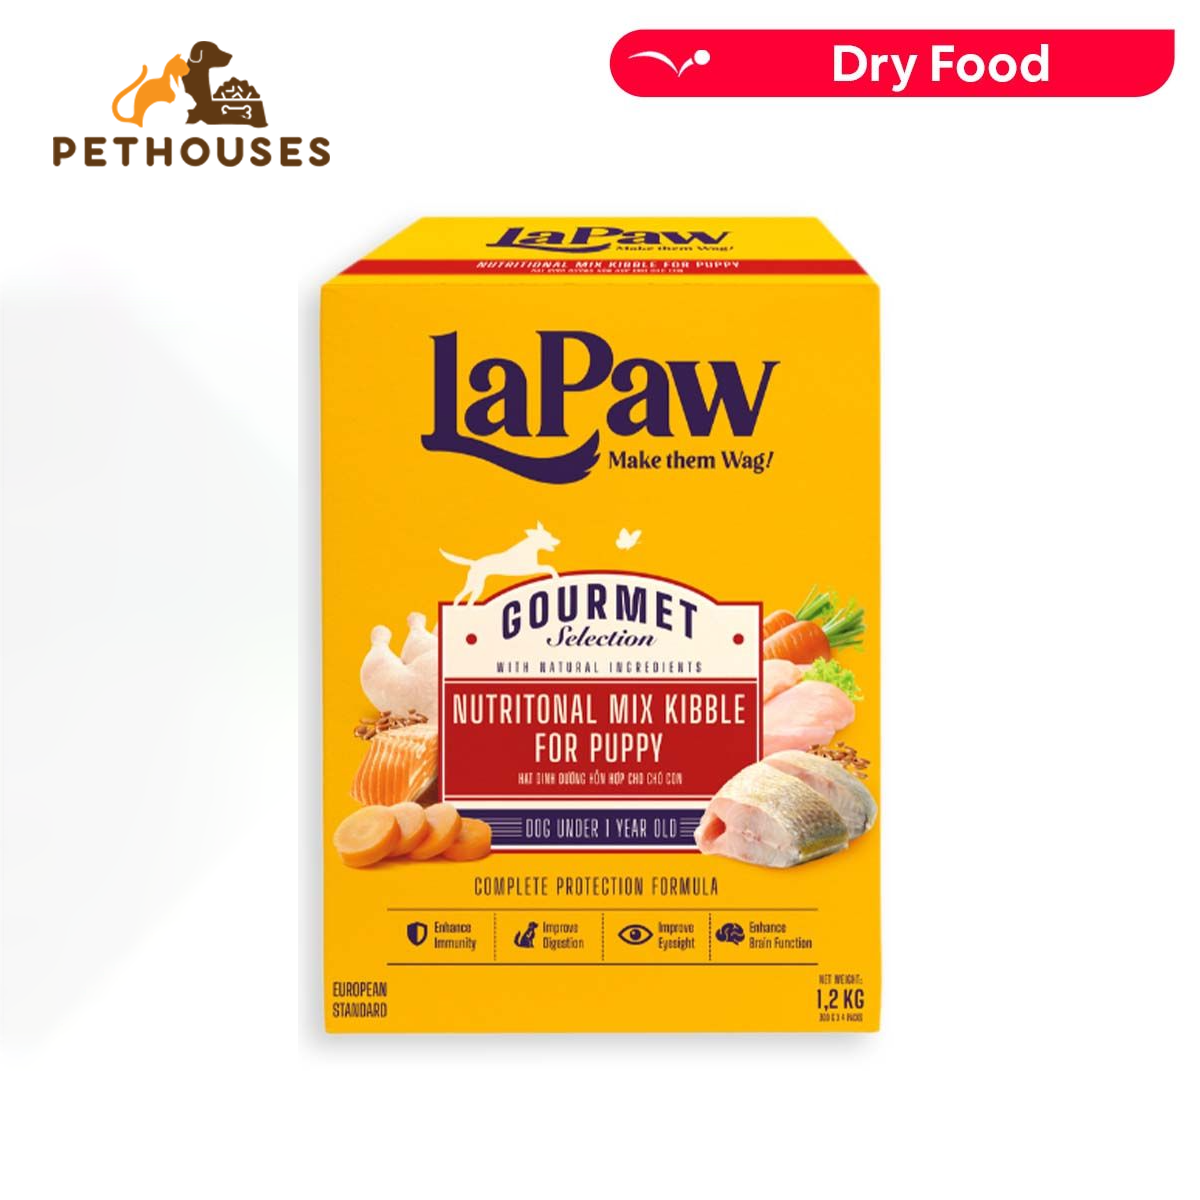 PETHOUSES
Dry Food
LaPaw
Make them Wag!
NUTRITIONAL MIX KIBBLE FOR PUPPY
LaPaw
Make them Wag!
GOURMET
Selection
WITH NATURAL INGREDIENTS
NUTRITONAL MIX KIBBLE
FOR PUPPY
HẠT DINH DƯỠNG HỖN HỢP CHO CHÓ CON
DOG UNDER 1 YEAR OLD
COMPLETE PROTECTION FORMULA
Enhance
Immunity
Improve
Digestion
Improve
Eyesight
Enhance
Brain Function
EUROPEAN
STANDARD
NET WEIGHT:
1,2 KG
300 G X 4 PACKS